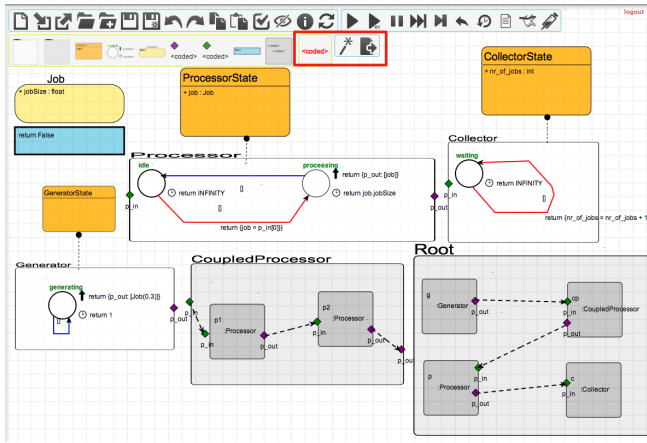 logout
<coded>
<coded>
<coded>
Job
+ jobSize : float
return False
ProcessorState
+ job : Job
CollectorState
+ nr_of_jobs : int
Processor
idle
return INFINITY
[]
[]
processing
return {p_out: [job]}
return job.jobSize
return {job = p_in[0]}}
p_in
p_out
Collector
waiting
return INFINITY
[]
return {nr_of_jobs = nr_of_jobs + 1
p_in
GeneratorState
Generator
generating
return {p_out: [Job(0.3)]}
return 1
[]
p_out
CoupledProcessor
p_in
p1
:Processor
p_in
p_out
p2
:Processor
p_in
p_out
p_out
Root
g
:Generator
p_out
cp
:CoupledProcessor
p_in
p_out
p
:Processor
p_in
p_out
c
:Collector
p_in